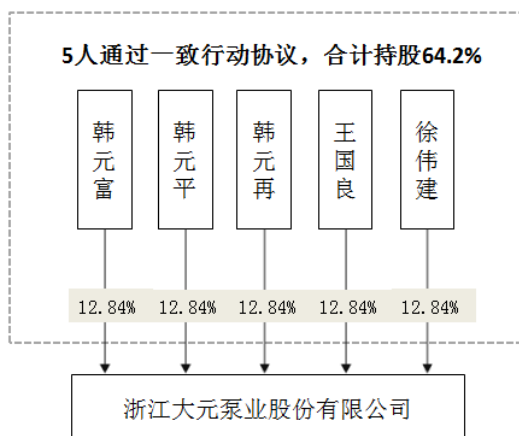 5人通过一致行动协议，合计持股64.2%
韩元富
韩元平
韩元再
王国良
徐伟建
12.84% 12.84% 12.84% 12.84% 12.84%
浙江大元泵业股份有限公司